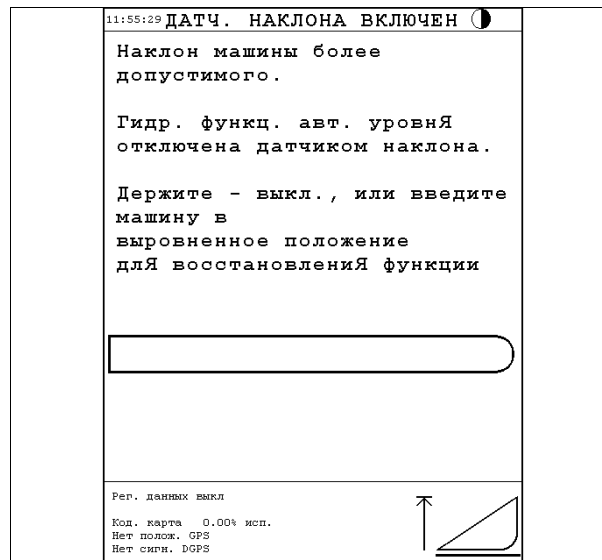 11:55:29 ДАТЧ. НАКЛОНА ВКЛЮЧЕН
Наклон машины более
допустимого.
Гидр. функц. авт. уровнЯ
отключена датчиком наклона.
Держите - выкл., или введите
машину в
выровненное положение
длЯ восстановлениЯ функции
Рег. данных выкл
Код. карта 0.00% исп.
Нет полож. GPS
Нет сигн. DGPS